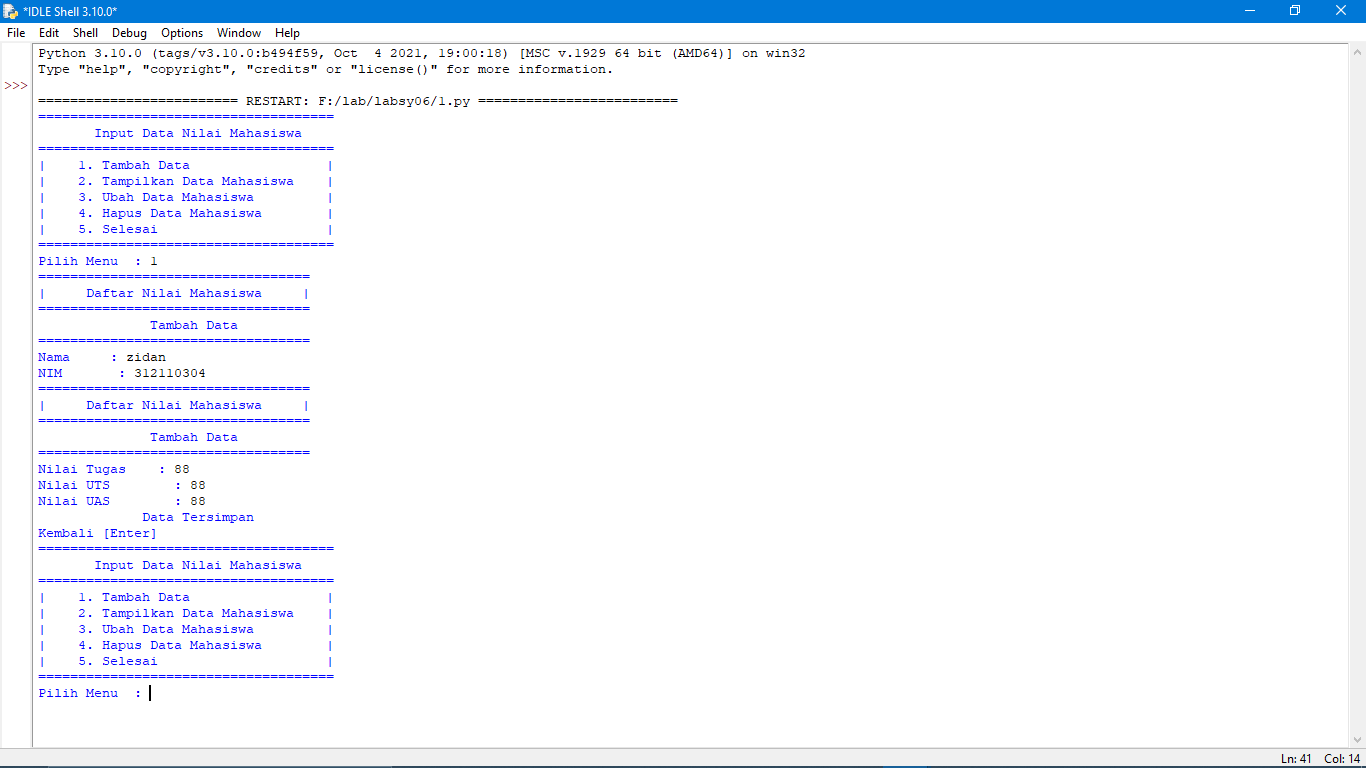 *IDLE Shell 3.10.0*
File Edit Shell Debug Options Window Help
Python 3.10.0 (tags/v3.10.0:b494f59, Oct  4 2021, 19:00:18) [MSC v.1929 64 bit (AMD64)] on win32
Type "help", "copyright", "credits" or "license()" for more information.
>>>
========================= RESTART: F:/lab/labsy06/1.py =========================
=====================================
       Input Data Nilai Mahasiswa
=====================================
|    1. Tambah Data                 |
|    2. Tampilkan Data Mahasiswa    |
|    3. Ubah Data Mahasiswa         |
|    4. Hapus Data Mahasiswa        |
|    5. Selesai                     |
=====================================
Pilih Menu  : 1
==================================
|     Daftar Nilai Mahasiswa     |
==================================
              Tambah Data
==================================
Nama     : zidan
NIM       : 312110304
==================================
|     Daftar Nilai Mahasiswa     |
==================================
              Tambah Data
==================================
Nilai Tugas    : 88
Nilai UTS        : 88
Nilai UAS        : 88
             Data Tersimpan
Kembali [Enter]
=====================================
       Input Data Nilai Mahasiswa
=====================================
|    1. Tambah Data                 |
|    2. Tampilkan Data Mahasiswa    |
|    3. Ubah Data Mahasiswa         |
|    4. Hapus Data Mahasiswa        |
|    5. Selesai                     |
=====================================
Pilih Menu  :
Ln: 41 Col: 14